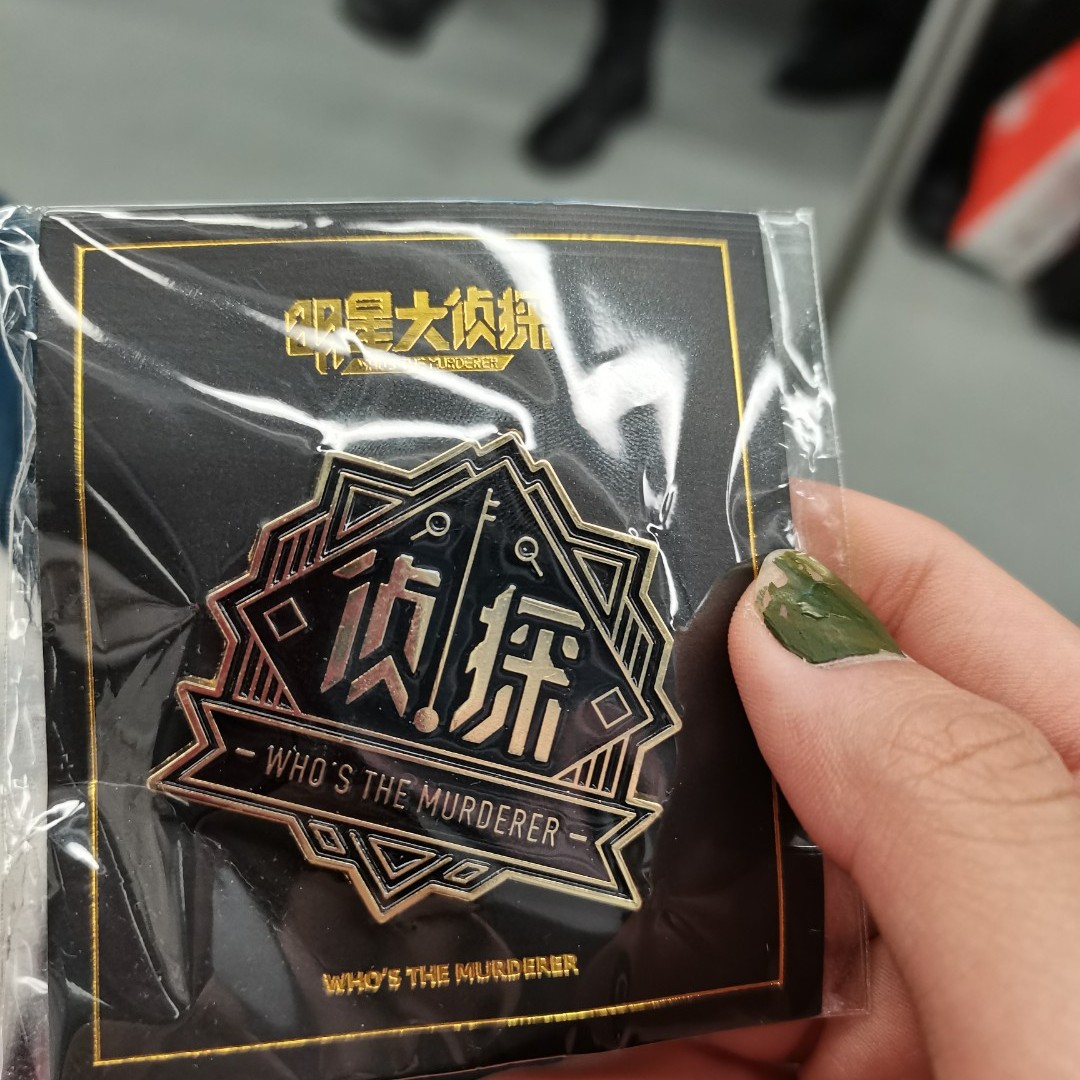 明星大侦探
WHO'S THE MURDERER
侦探
- WHO'S THE MURDERER -
WHO'S THE MURDERER